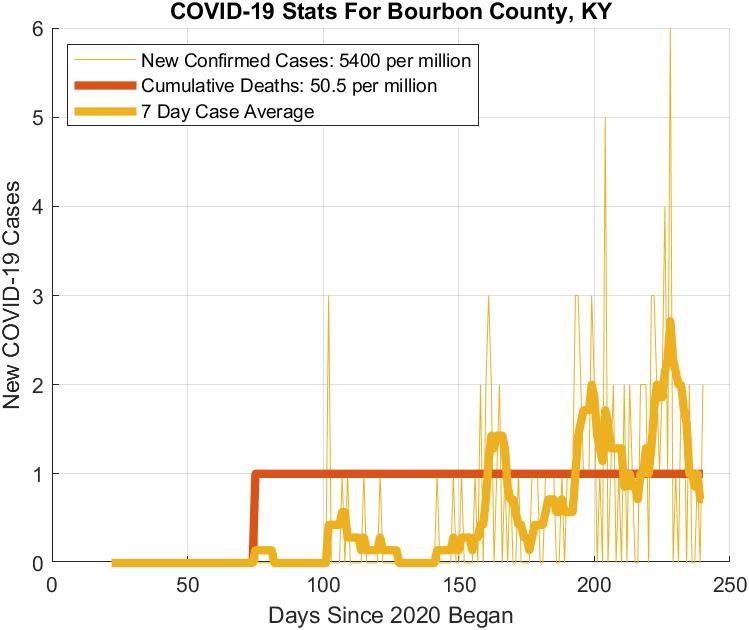 COVID-19 Stats For Bourbon County, KY
New Confirmed Cases: 5400 per million
Cumulative Deaths: 50.5 per million
7 Day Case Average
New COVID-19 Cases
6
5
4
3
2
1
0
0 50 100 150 200 250
Days Since 2020 Began